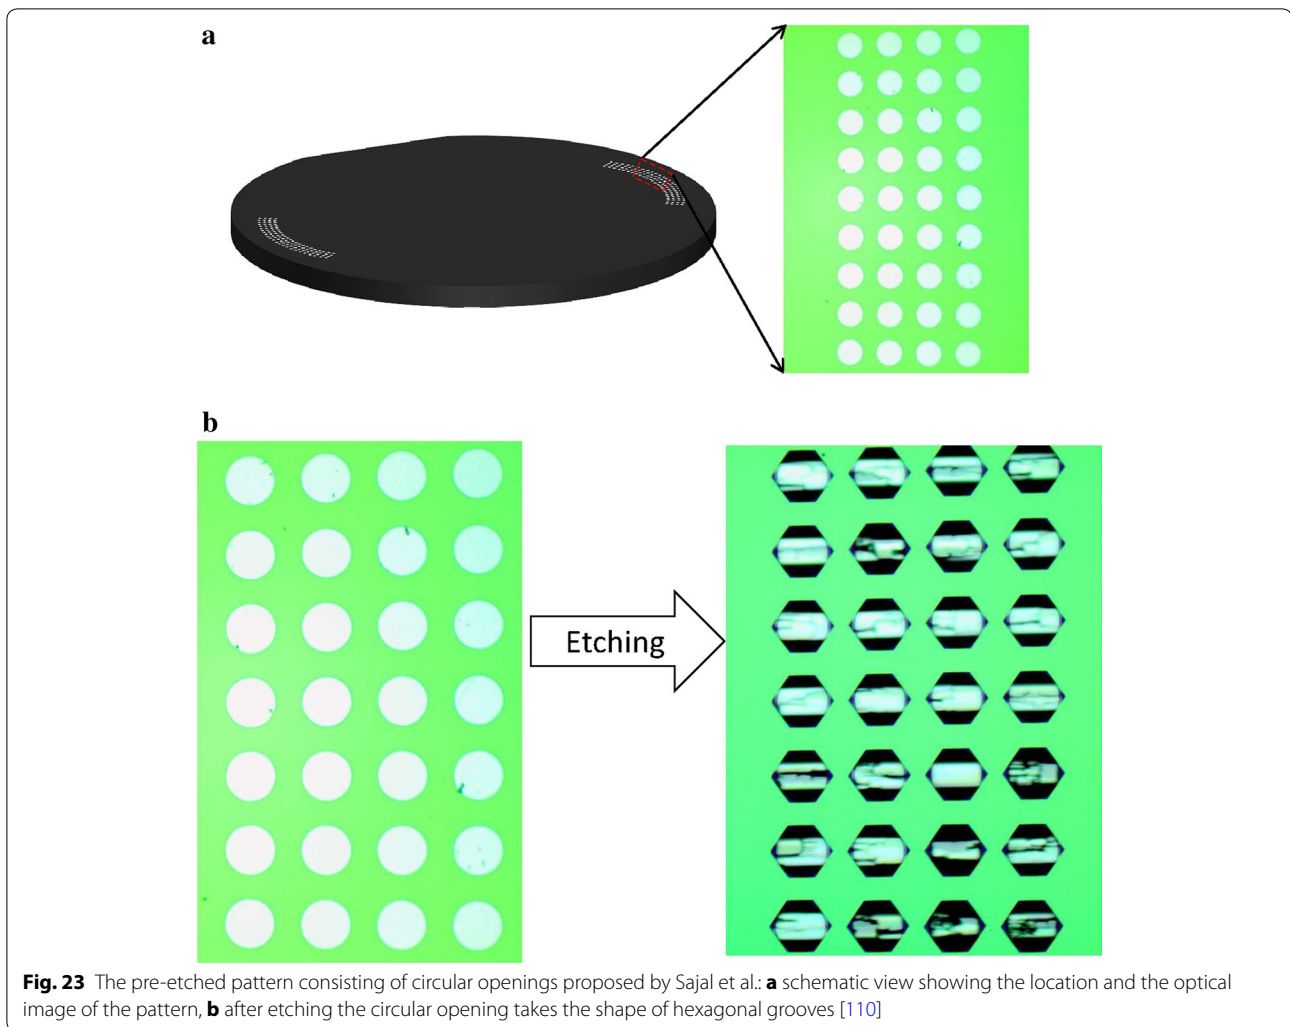 a
b
Etching
Fig. 23 The pre-etched pattern consisting of circular openings proposed by Sajal et al.: a schematic view showing the location and the optical
image of the pattern, b after etching the circular opening takes the shape of hexagonal grooves [110]